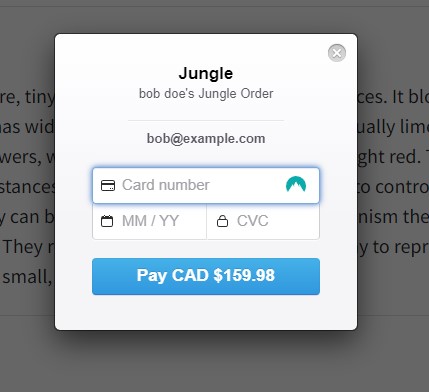 Jungle
bob doe's Jungle Order
bob@example.com
Card number
MM / YY CVC
Pay CAD $159.98
re, tiny ces. It blo
has wid ually lime
wers, w ght red. T
stances to contro
y can b nism the
They r y to repr
small,